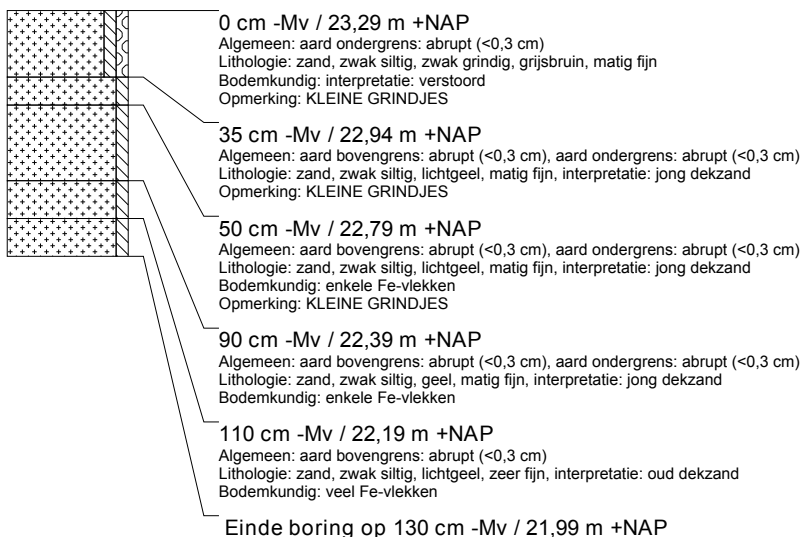 0 cm -Mv / 23,29 m +NAP
Algemeen: aard ondergrens: abrupt (<0,3 cm)
Lithologie: zand, zwak siltig, zwak grindig, grijsbruin, matig fijn
Bodemkundig: interpretatie: verstoord
Opmerking: KLEINE GRINDJES
35 cm -Mv / 22,94 m +NAP
Algemeen: aard bovengrens: abrupt (<0,3 cm), aard ondergrens: abrupt (<0,3 cm)
Lithologie: zand, zwak siltig, lichtgeel, matig fijn, interpretatie: jong dekzand
Opmerking: KLEINE GRINDJES
50 cm -Mv / 22,79 m +NAP
Algemeen: aard bovengrens: abrupt (<0,3 cm), aard ondergrens: abrupt (<0,3 cm)
Lithologie: zand, zwak siltig, lichtgeel, matig fijn, interpretatie: jong dekzand
Bodemkundig: enkele Fe-vlekken
Opmerking: KLEINE GRINDJES
90 cm -Mv / 22,39 m +NAP
Algemeen: aard bovengrens: abrupt (<0,3 cm), aard ondergrens: abrupt (<0,3 cm)
Lithologie: zand, zwak siltig, geel, matig fijn, interpretatie: jong dekzand
Bodemkundig: enkele Fe-vlekken
110 cm -Mv / 22,19 m +NAP
Algemeen: aard bovengrens: abrupt (<0,3 cm)
Lithologie: zand, zwak siltig, lichtgeel, zeer fijn, interpretatie: oud dekzand
Bodemkundig: veel Fe-vlekken
Einde boring op 130 cm -Mv / 21,99 m +NAP